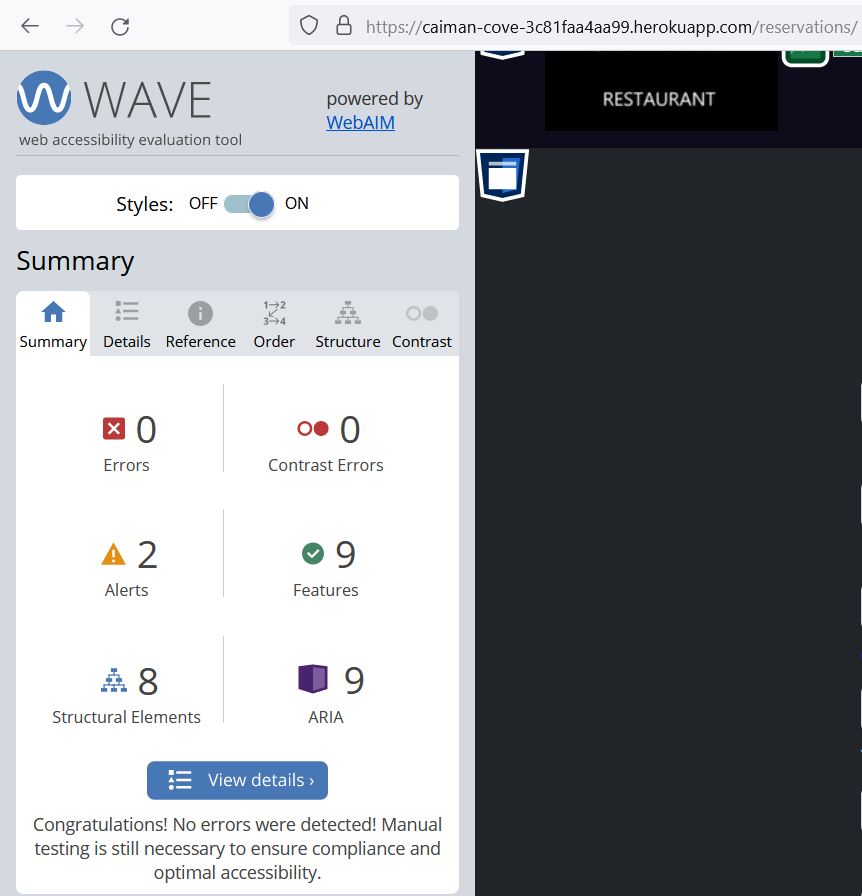 https://caiman-cove-3c81faa4aa99.herokuapp.com/reservations/
WAVE
web accessibility evaluation tool
powered by
WebAIM
RESTAURANT
Styles: OFF ON
Summary
Summary Details Reference Order Structure Contrast
1→2
3→4
0 0
Errors Contrast Errors
2 9
Alerts Features
8 9
Structural Elements ARIA
View details ›
Congratulations! No errors were detected! Manual
testing is still necessary to ensure compliance and
optimal accessibility.